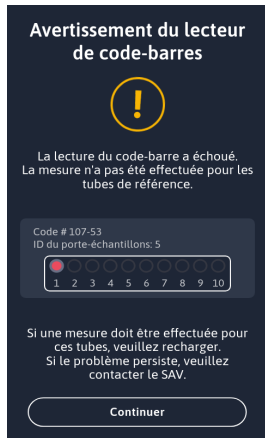 Avertissement du lecteur
de code-barres
!
La lecture du code-barre a échoué.
La mesure n'a pas été effectuée pour les
tubes de référence.
Code # 107-53
ID du porte-échantillons: 5
1 2 3 4 5 6 7 8 9 10
Si une mesure doit être effectuée pour
ces tubes, veuillez recharger.
Si le problème persiste, veuillez
contacter le SAV.
Continuer